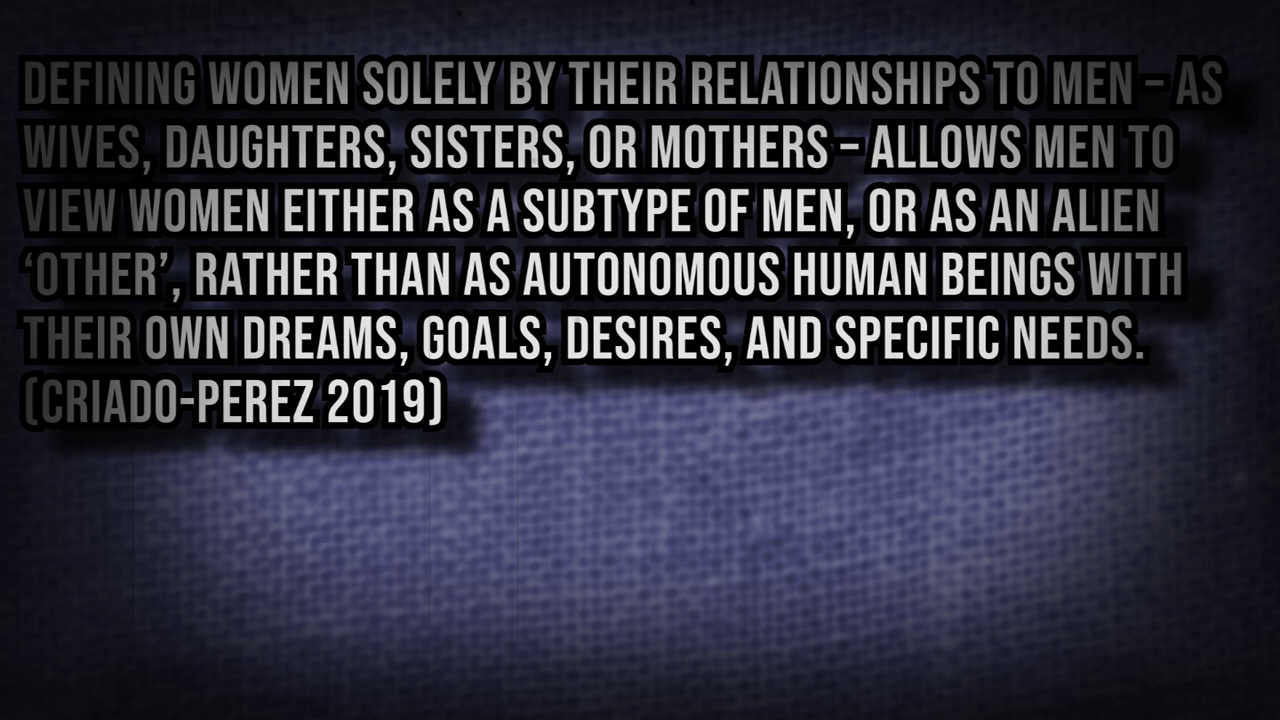 DEFINING WOMEN SOLELY BY THEIR RELATIONSHIPS TO MEN – AS
WIVES, DAUGHTERS, SISTERS, OR MOTHERS – ALLOWS MEN TO
VIEW WOMEN EITHER AS A SUBTYPE OF MEN, OR AS AN ALIEN
‘OTHER’, RATHER THAN AS AUTONOMOUS HUMAN BEINGS WITH
THEIR OWN DREAMS, GOALS, DESIRES, AND SPECIFIC NEEDS.
(CRIADO-PEREZ 2019)